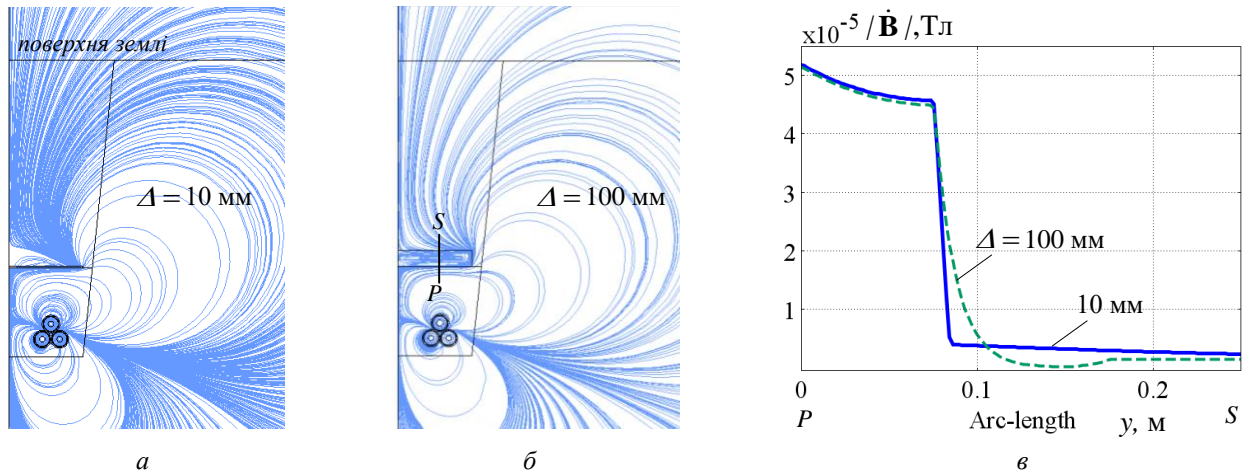 поверхня землі
Δ = 10 мм
а
Δ = 100 мм
S
P
б
x10⁻⁵ / Ḃ /, Тл
5
4
3
2
1
Δ = 100 мм
10 мм
0 0.1 0.2
P Arc-length y, м S
в